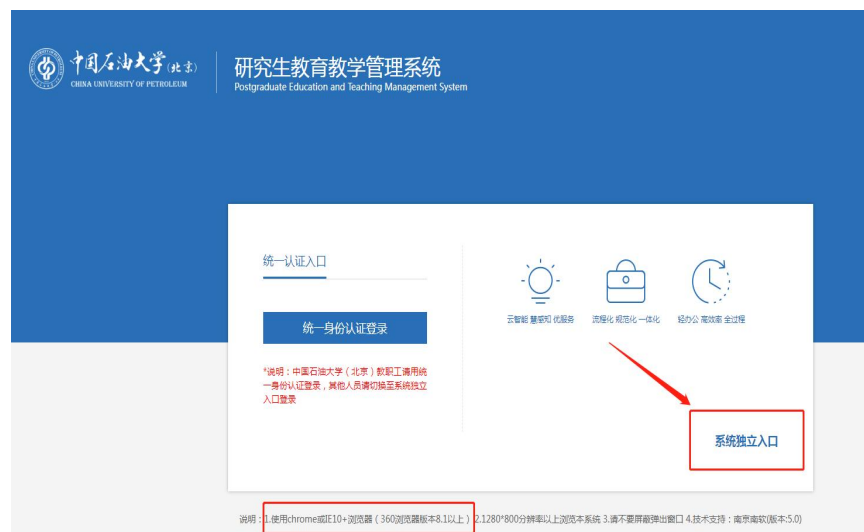 中国石油大学(北京)
CHINA UNIVERSITY OF PETROLEUM
研究生教育教学管理系统
Postgraduate Education and Teaching Management System
统一认证入口
统一身份认证登录
*说明：中国石油大学（北京）教职工请用统
一身份认证登录，其他人员请切换至系统独立
入口登录
云智能 慧感知 优服务
流程化 规范化 一体化
轻办公 高效率 全过程
系统独立入口
说明：1.使用chrome或IE10+浏览器（360浏览器版本8.1以上）2.1280*800分辨率以上浏览本系统 3.请不要屏蔽弹出窗口 4.技术支持：南京南软(版本:5.0)